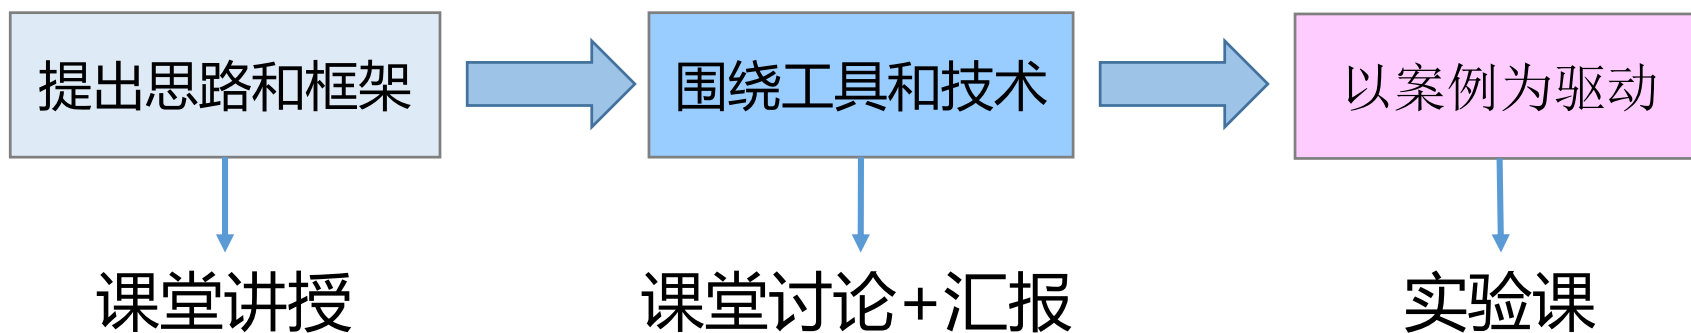 提出思路和框架
围绕工具和技术
以案例为驱动
课堂讲授
课堂讨论+汇报
实验课